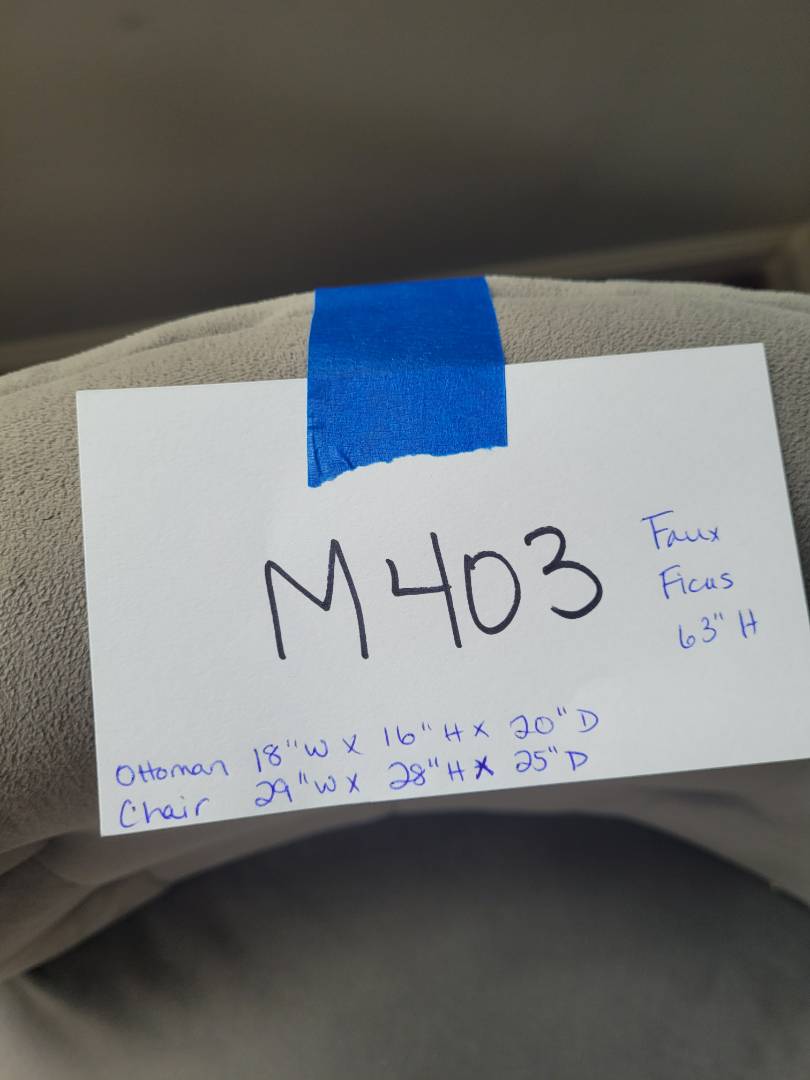 M403
Faux
Ficus
63" H
Ottoman 18"W X 16"H X 20"D
Chair 29"W X 28"H X 25"D